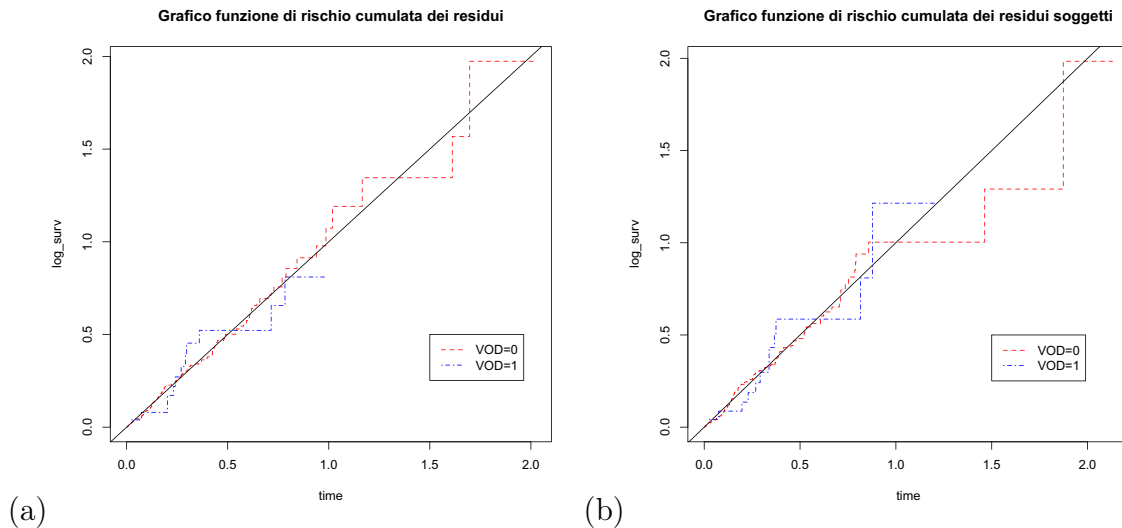 Grafico funzione di rischio cumulata dei residui
log_surv
2.0
1.5
1.0
0.5
0.0
VOD=0
VOD=1
0.0 0.5 1.0 1.5 2.0
time
(a)
Grafico funzione di rischio cumulata dei residui soggetti
log_surv
2.0
1.5
1.0
0.5
0.0
VOD=0
VOD=1
0.0 0.5 1.0 1.5 2.0
time
(b)